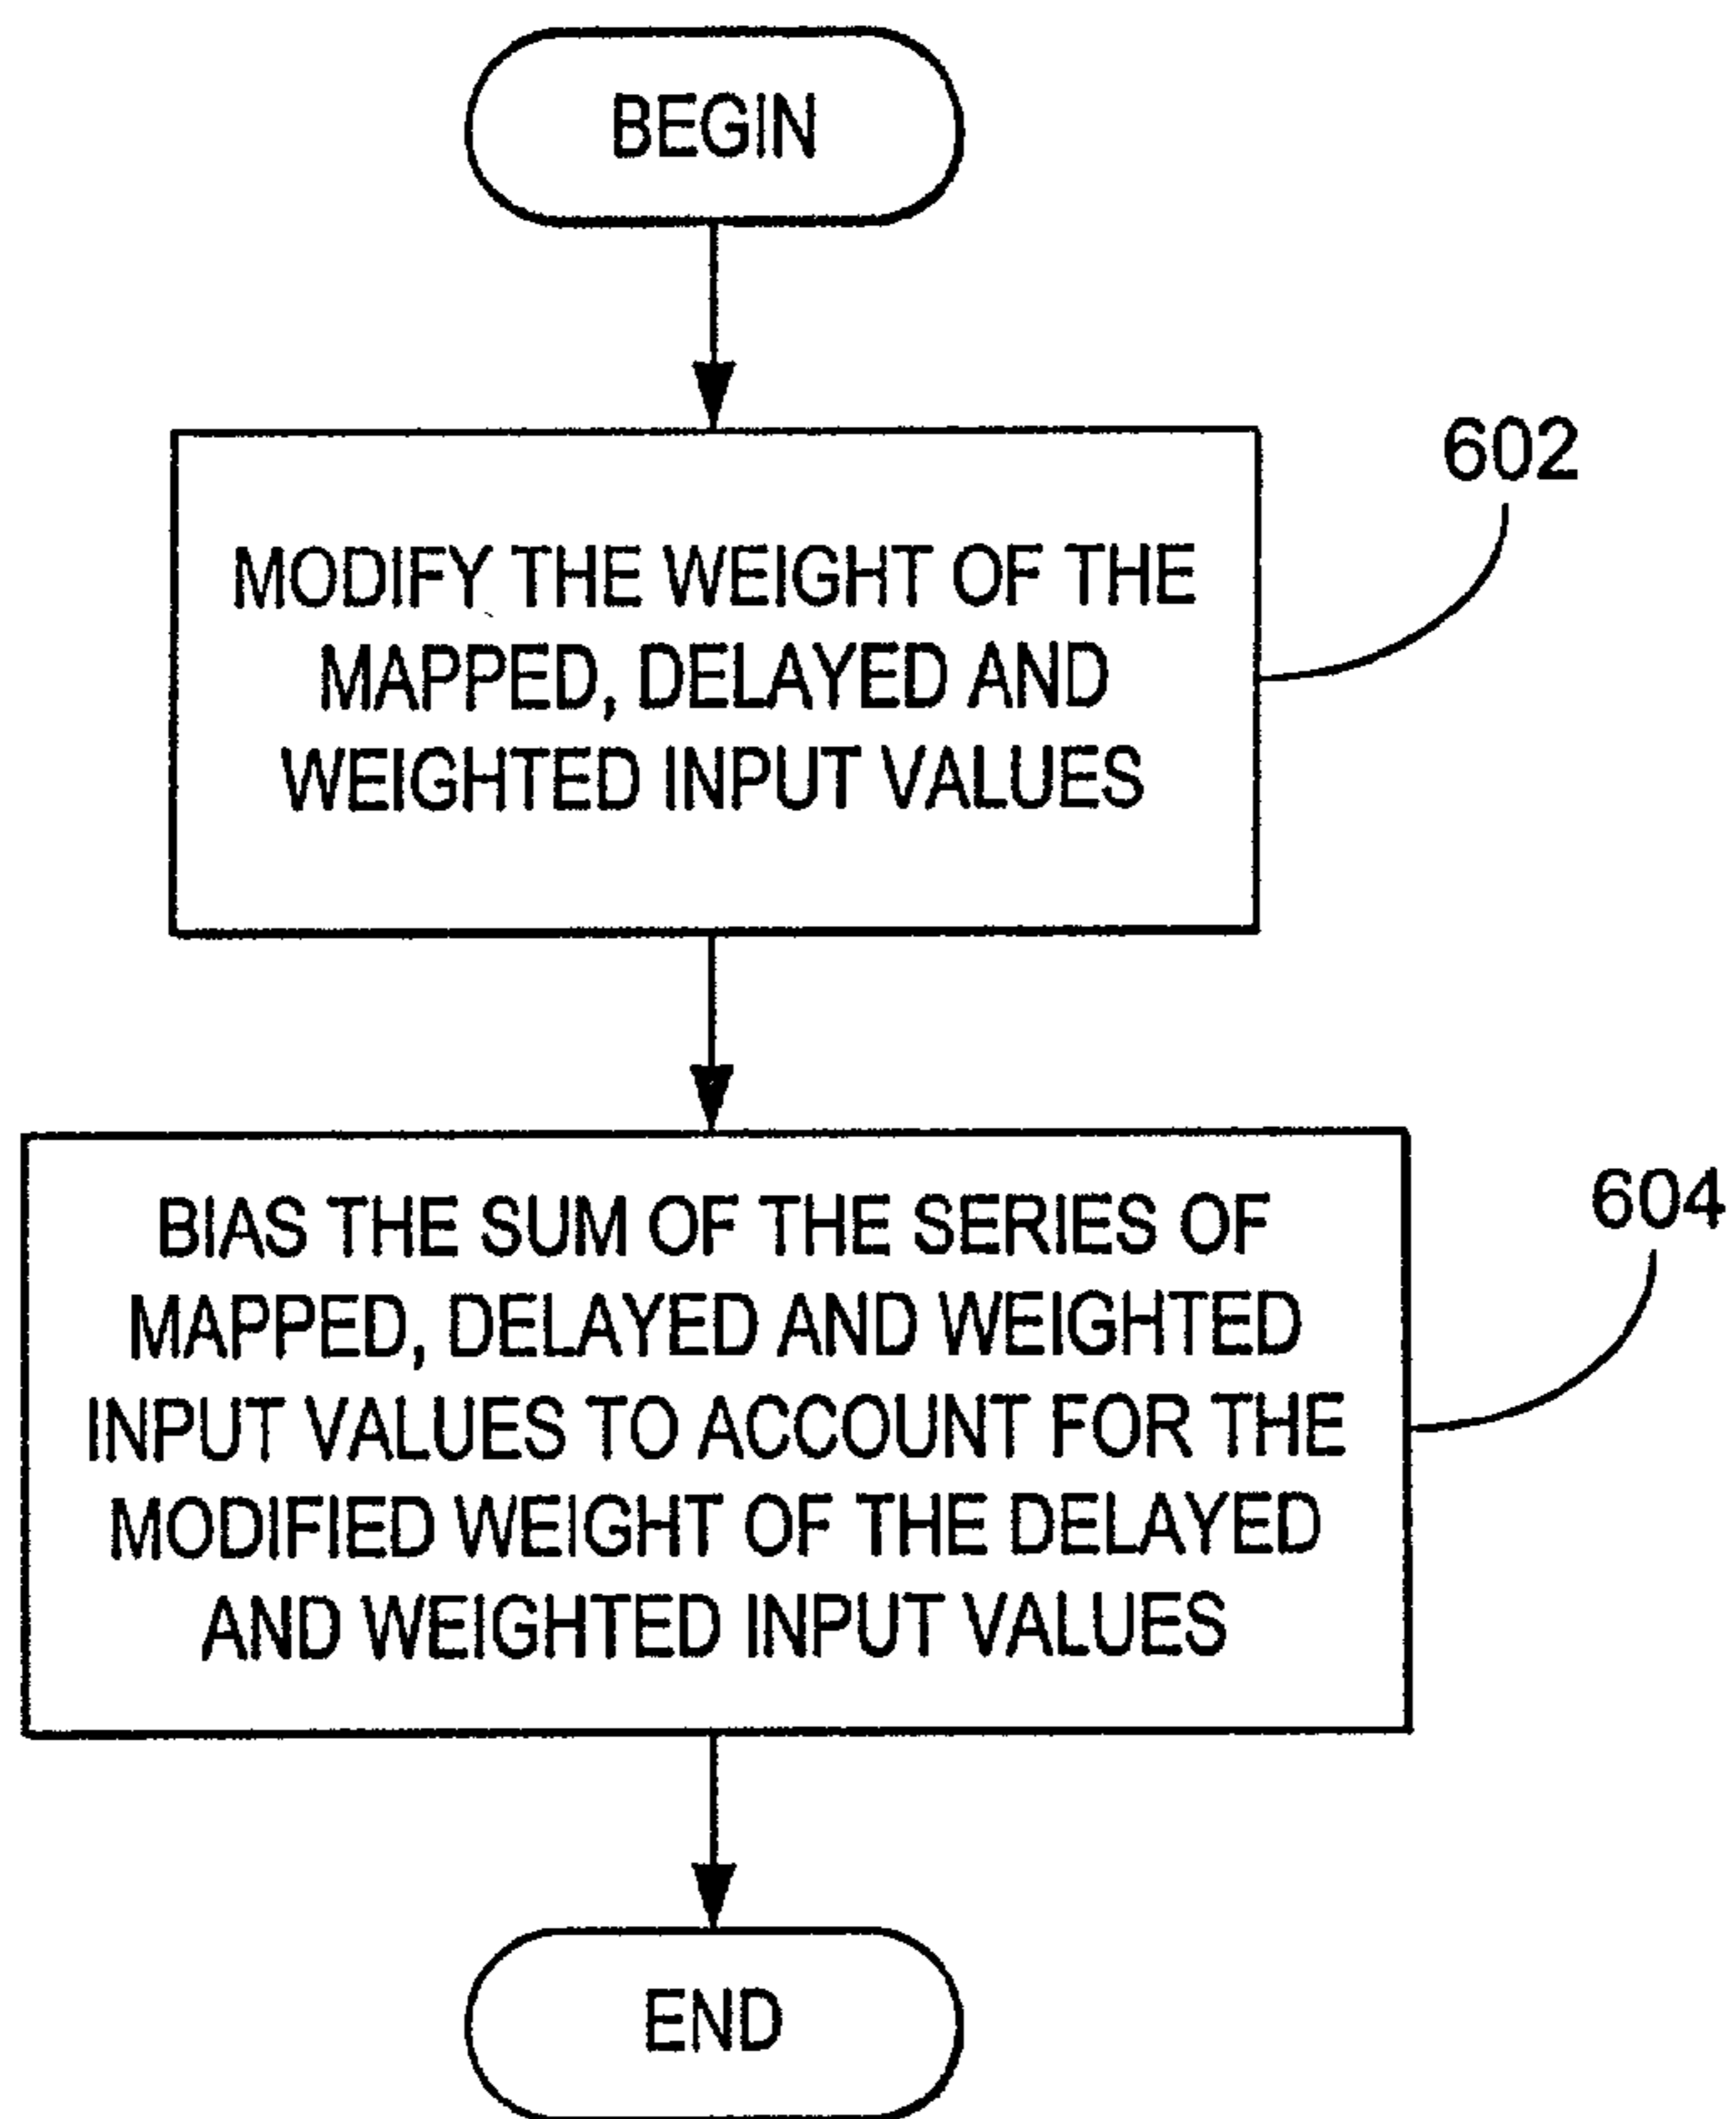 BEGIN
602
MODIFY THE WEIGHT OF THE
MAPPED, DELAYED AND
WEIGHTED INPUT VALUES
604
BIAS THE SUM OF THE SERIES OF
MAPPED, DELAYED AND WEIGHTED
INPUT VALUES TO ACCOUNT FOR THE
MODIFIED WEIGHT OF THE DELAYED
AND WEIGHTED INPUT VALUES
END